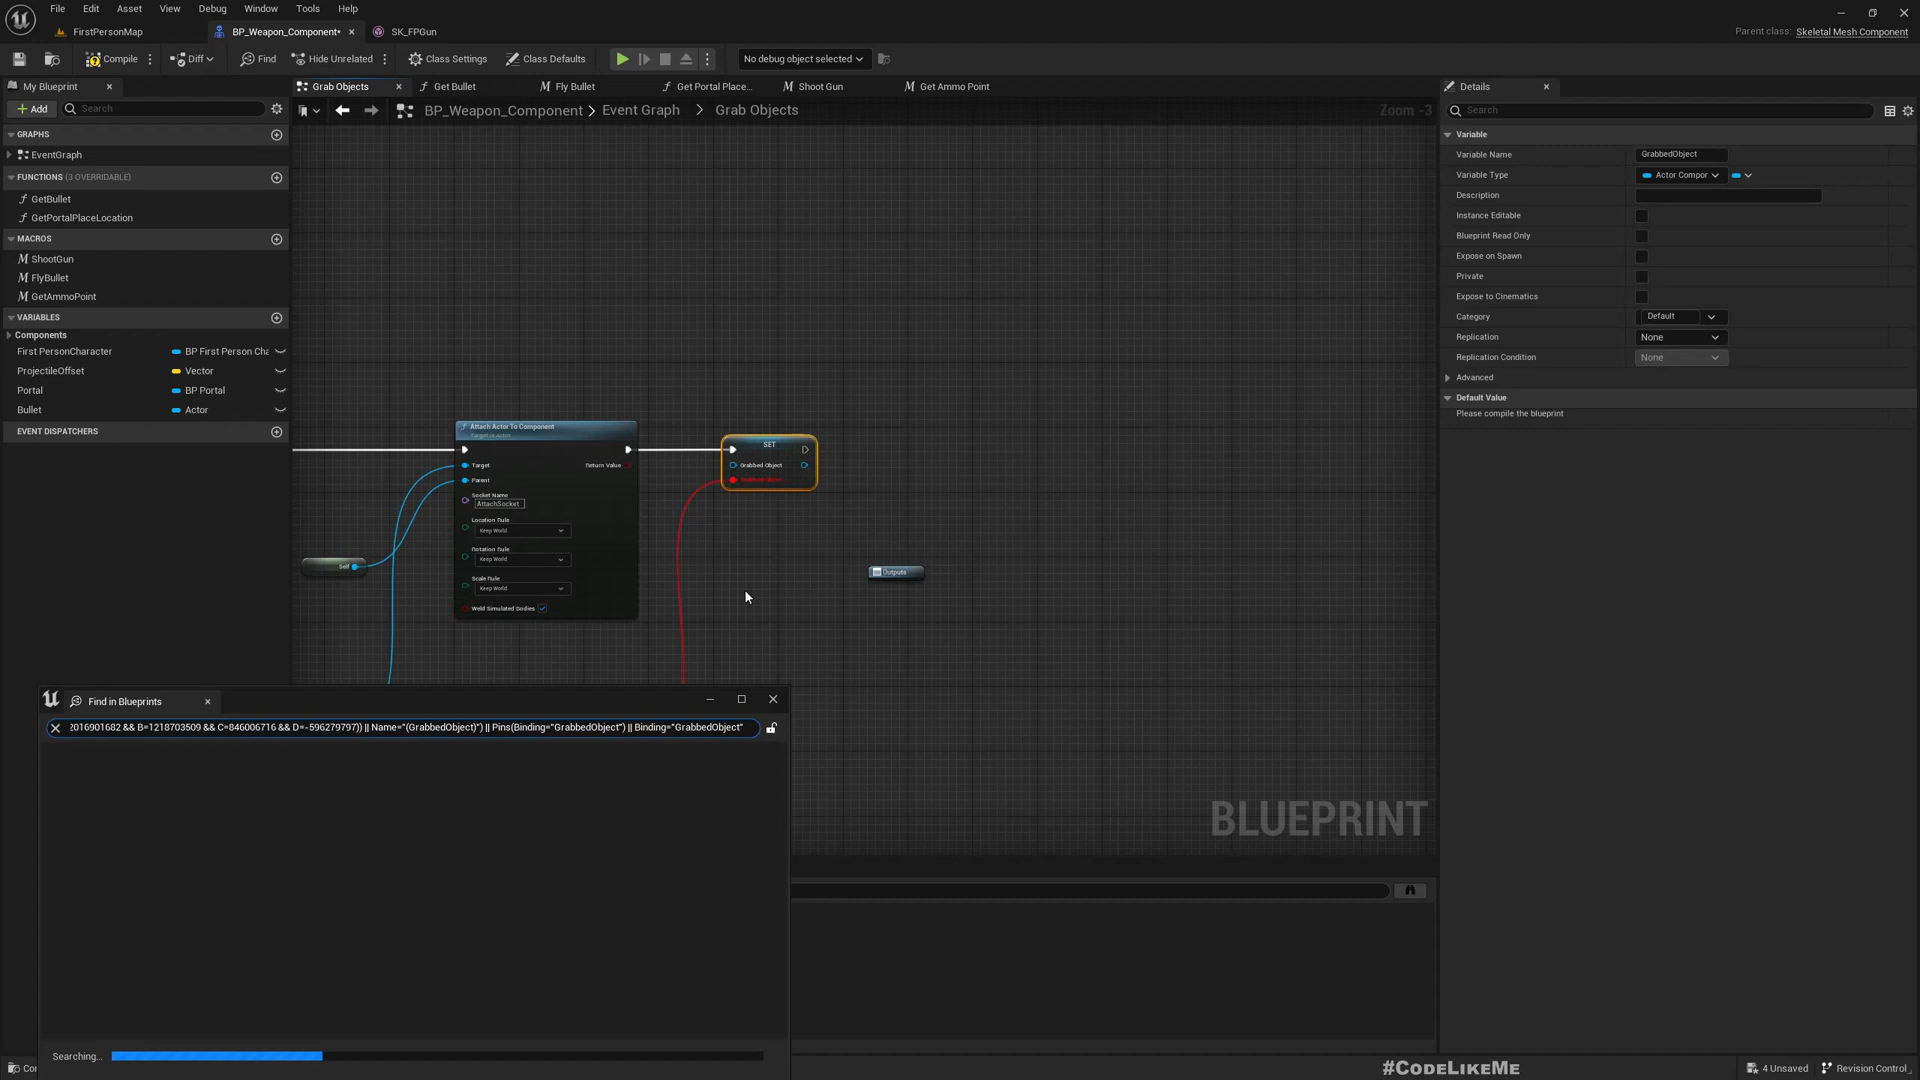 File Edit Asset View Debug Window Tools Help
FirstPersonMap BP_Weapon_Component* SK_FPGun
Parent class: Skeletal Mesh Component
Compile Diff Find Hide Unrelated Class Settings Class Defaults No debug object selected
My Blueprint
Add Search
GRAPHS
EventGraph
FUNCTIONS (3 OVERRIDABLE)
GetBullet
GetPortalPlaceLocation
MACROS
ShootGun
FlyBullet
GetAmmoPoint
VARIABLES
Components
First PersonCharacter BP First Person Cha
ProjectileOffset Vector
Portal BP Portal
Bullet Actor
EVENT DISPATCHERS
Grab Objects Get Bullet Fly Bullet Get Portal Place... Shoot Gun Get Ammo Point
BP_Weapon_Component > Event Graph > Grab Objects
Zoom -3
Attach Actor To Component
Target is Actor
Target Return Value
Parent
Socket Name
AttachSocket
Location Rule
Keep World
Rotation Rule
Keep World
Scale Rule
Keep World
Weld Simulated Bodies
Self
SET
Grabbed Object
Outputs
BLUEPRINT
Find in Blueprints
2016901682 && B=1218703509 && C=846006716 && D=-596279797)) || Name="(GrabbedObject)") || Pins(Binding="GrabbedObject") || Binding="GrabbedObject"
Searching...
Details
Search
Variable
Variable Name GrabbedObject
Variable Type Actor Compor
Description
Instance Editable
Blueprint Read Only
Expose on Spawn
Private
Expose to Cinematics
Category Default
Replication None
Replication Condition None
Advanced
Default Value
Please compile the blueprint
#CodeLikeMe
4 Unsaved Revision Control